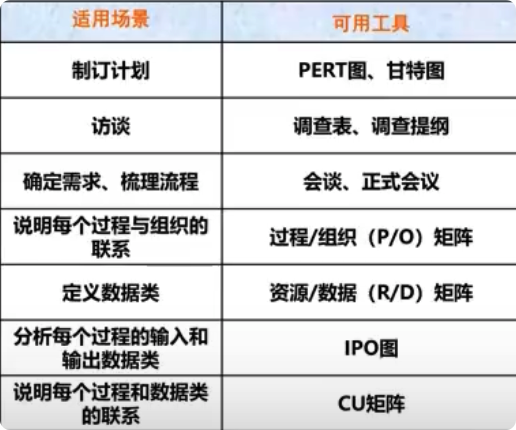 适用场景
可用工具
制订计划
PERT图、甘特图
访谈
调查表、调查提纲
确定需求、梳理流程
会谈、正式会议
说明每个过程与组织的
联系
过程/组织（P/O）矩阵
定义数据类
资源/数据（R/D）矩阵
分析每个过程的输入和
输出数据类
IPO图
说明每个过程和数据类
的联系
CU矩阵